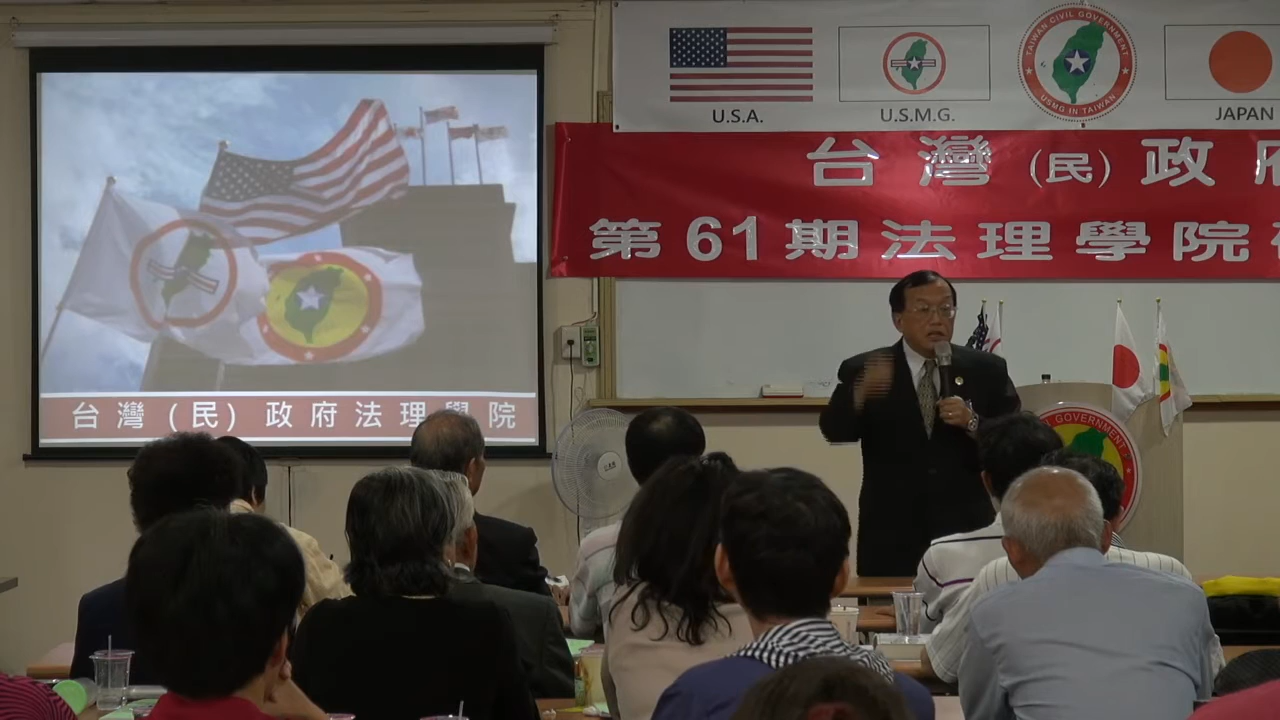 U.S.A.
U.S.M.G.
TAIWAN CIVIL GOVERNMENT
USMG IN TAIWAN
JAPAN
台灣(民)政府
第61期法理學院
台灣(民)政府法理學院
CIVIL GOVERNMENT